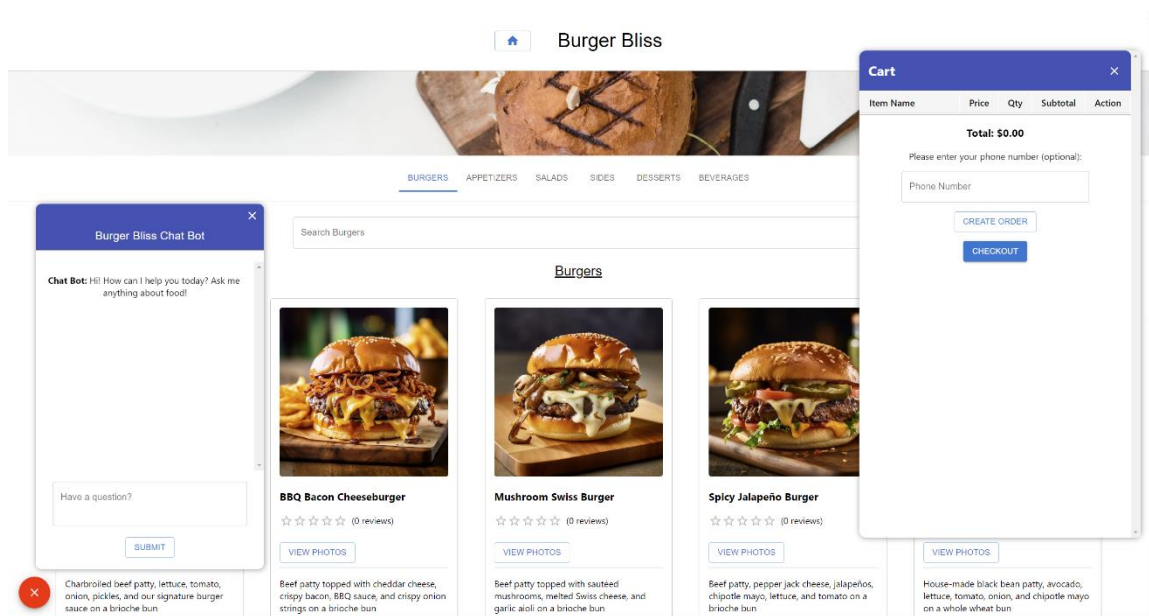 Burger Bliss
BURGERS APPETIZERS SALADS SIDES DESSERTS BEVERAGES
Search Burgers
Burgers
Burger Bliss Chat Bot
Chat Bot: Hi! How can I help you today? Ask me
anything about food!
Have a question?
SUBMIT
Charbroiled beef patty, lettuce, tomato,
onion, pickles, and our signature burger
sauce on a brioche bun
BBQ Bacon Cheeseburger
(0 reviews)
VIEW PHOTOS
Beef patty topped with cheddar cheese,
crispy bacon, BBQ sauce, and crispy onion
strings on a brioche bun
Mushroom Swiss Burger
(0 reviews)
VIEW PHOTOS
Beef patty topped with sautéed
mushrooms, melted Swiss cheese, and
garlic aioli on a brioche bun
Spicy Jalapeño Burger
(0 reviews)
VIEW PHOTOS
Beef patty, pepper jack cheese, jalapeños,
chipotle mayo, lettuce, and tomato on a
brioche bun
VIEW PHOTOS
House-made black bean patty, avocado,
lettuce, tomato, onion, and chipotle mayo
on a whole wheat bun
Cart
Item Name Price Qty Subtotal Action
Total: $0.00
Please enter your phone number (optional):
Phone Number
CREATE ORDER
CHECKOUT